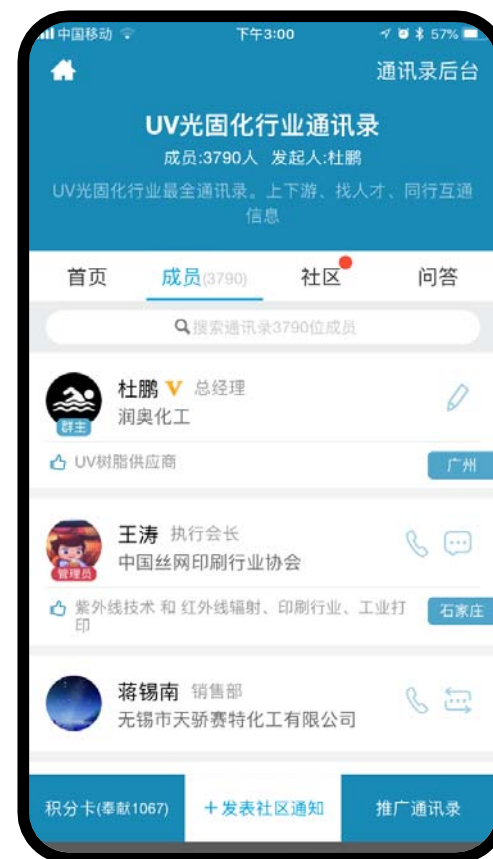 中国移动 下午3:00 57%
通讯录后台
UV光固化行业通讯录
成员:3790人 发起人:杜鹏
UV光固化行业最全通讯录。上下游、找人才、同行互通
信息
首页 成员(3790) 社区 问答
搜索通讯录3790位成员
杜鹏 V 总经理
润奥化工
群主
UV树脂供应商
广州
王涛 执行会长
中国丝网印刷行业协会
管理员
紫外线技术 和 红外线辐射、印刷行业、工业打
印
石家庄
蒋锡南 销售部
无锡市天骄赛特化工有限公司
积分卡(奉献1067) +发表社区通知 推广通讯录